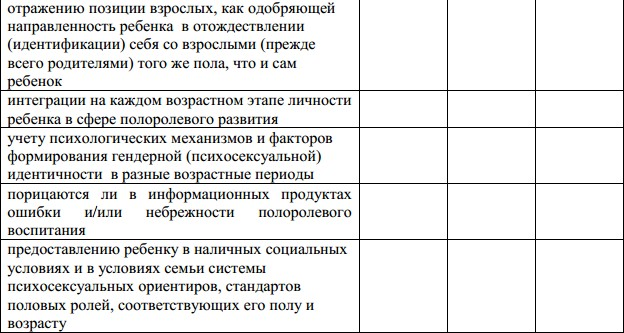 отражению позиции взрослых, как одобряющей
направленность ребенка в отождествлении
(идентификации) себя со взрослыми (прежде
всего родителями) того же пола, что и сам
ребенок
интеграции на каждом возрастном этапе личности
ребенка в сфере полоролевого развития
учету психологических механизмов и факторов
формирования гендерной (психосексуальной)
идентичности в разные возрастные периоды
порицаются ли в информационных продуктах
ошибки и/или небрежности полоролевого
воспитания
предоставлению ребенку в наличных социальных
условиях и в условиях семьи системы
психосексуальных ориентиров, стандартов
половых ролей, соответствующих его полу и
возрасту